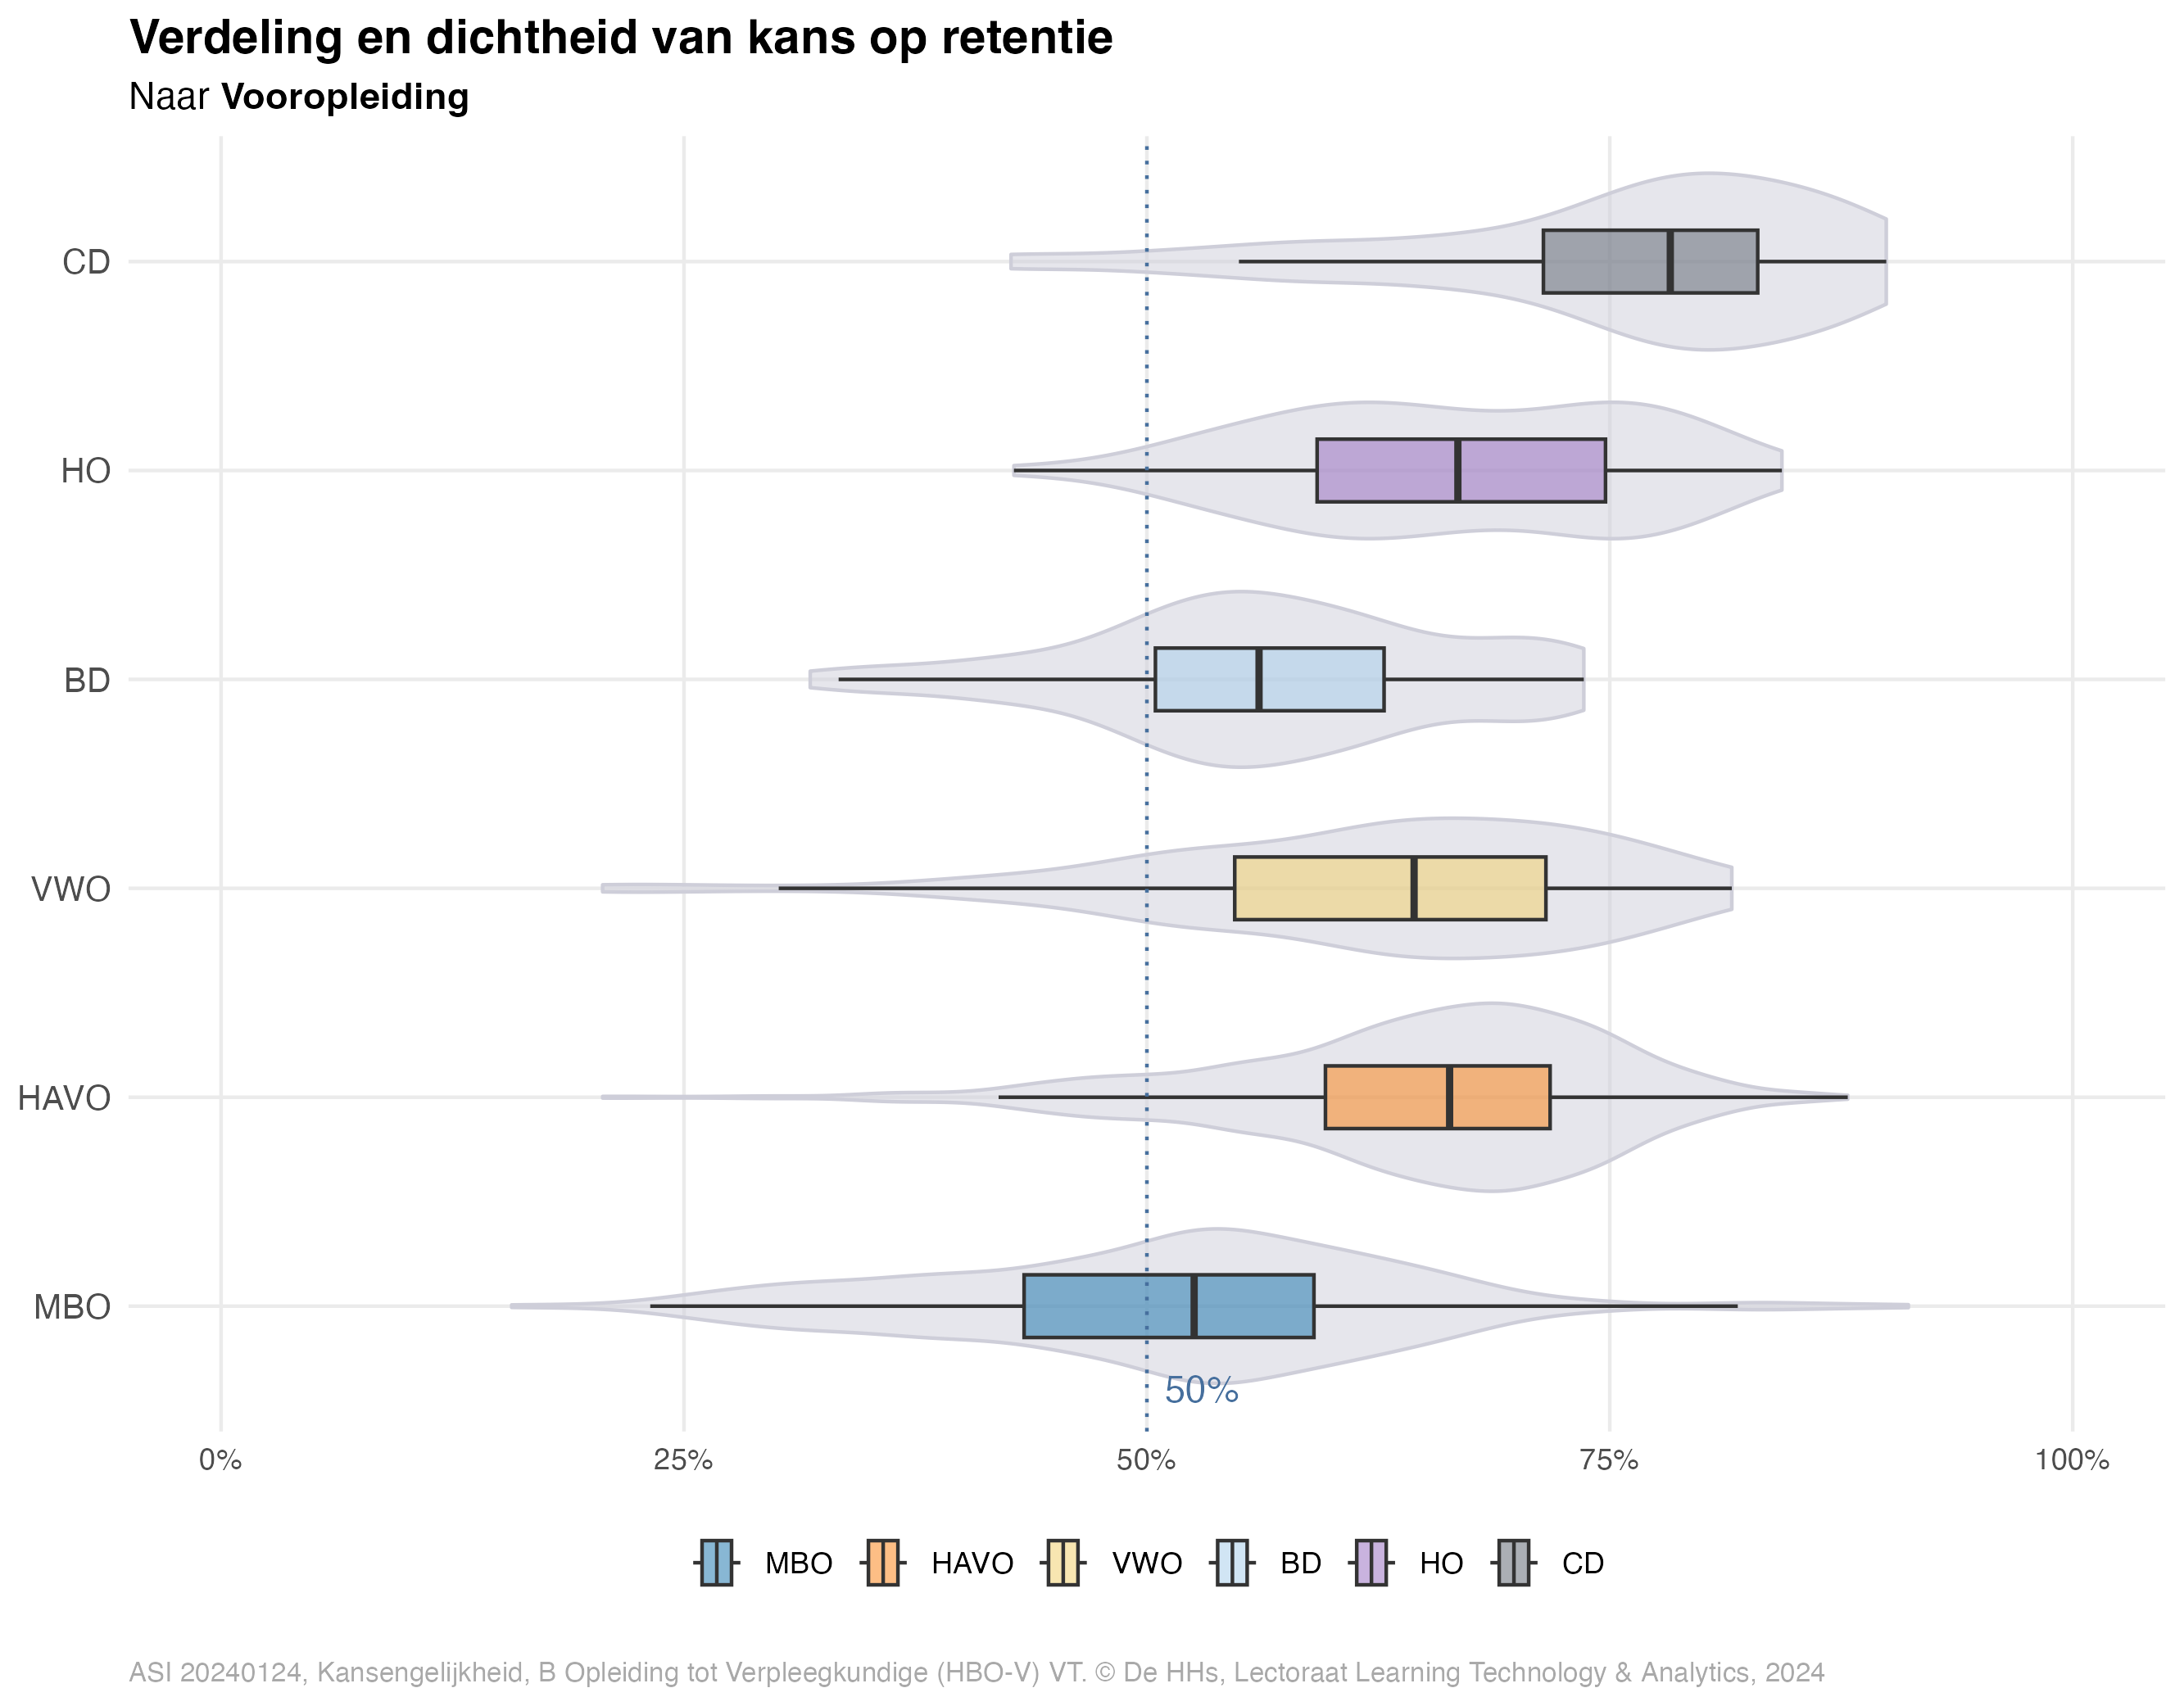 Verdeling en dichtheid van kans op retentie
Naar Vooropleiding
CD
HO
BD
VWO
HAVO
MBO
50%
0% 25% 50% 75% 100%
MBO HAVO VWO BD HO CD
ASI 20240124, Kansengelijkheid, B Opleiding tot Verpleegkundige (HBO-V) VT. © De HHs, Lectoraat Learning Technology & Analytics, 2024